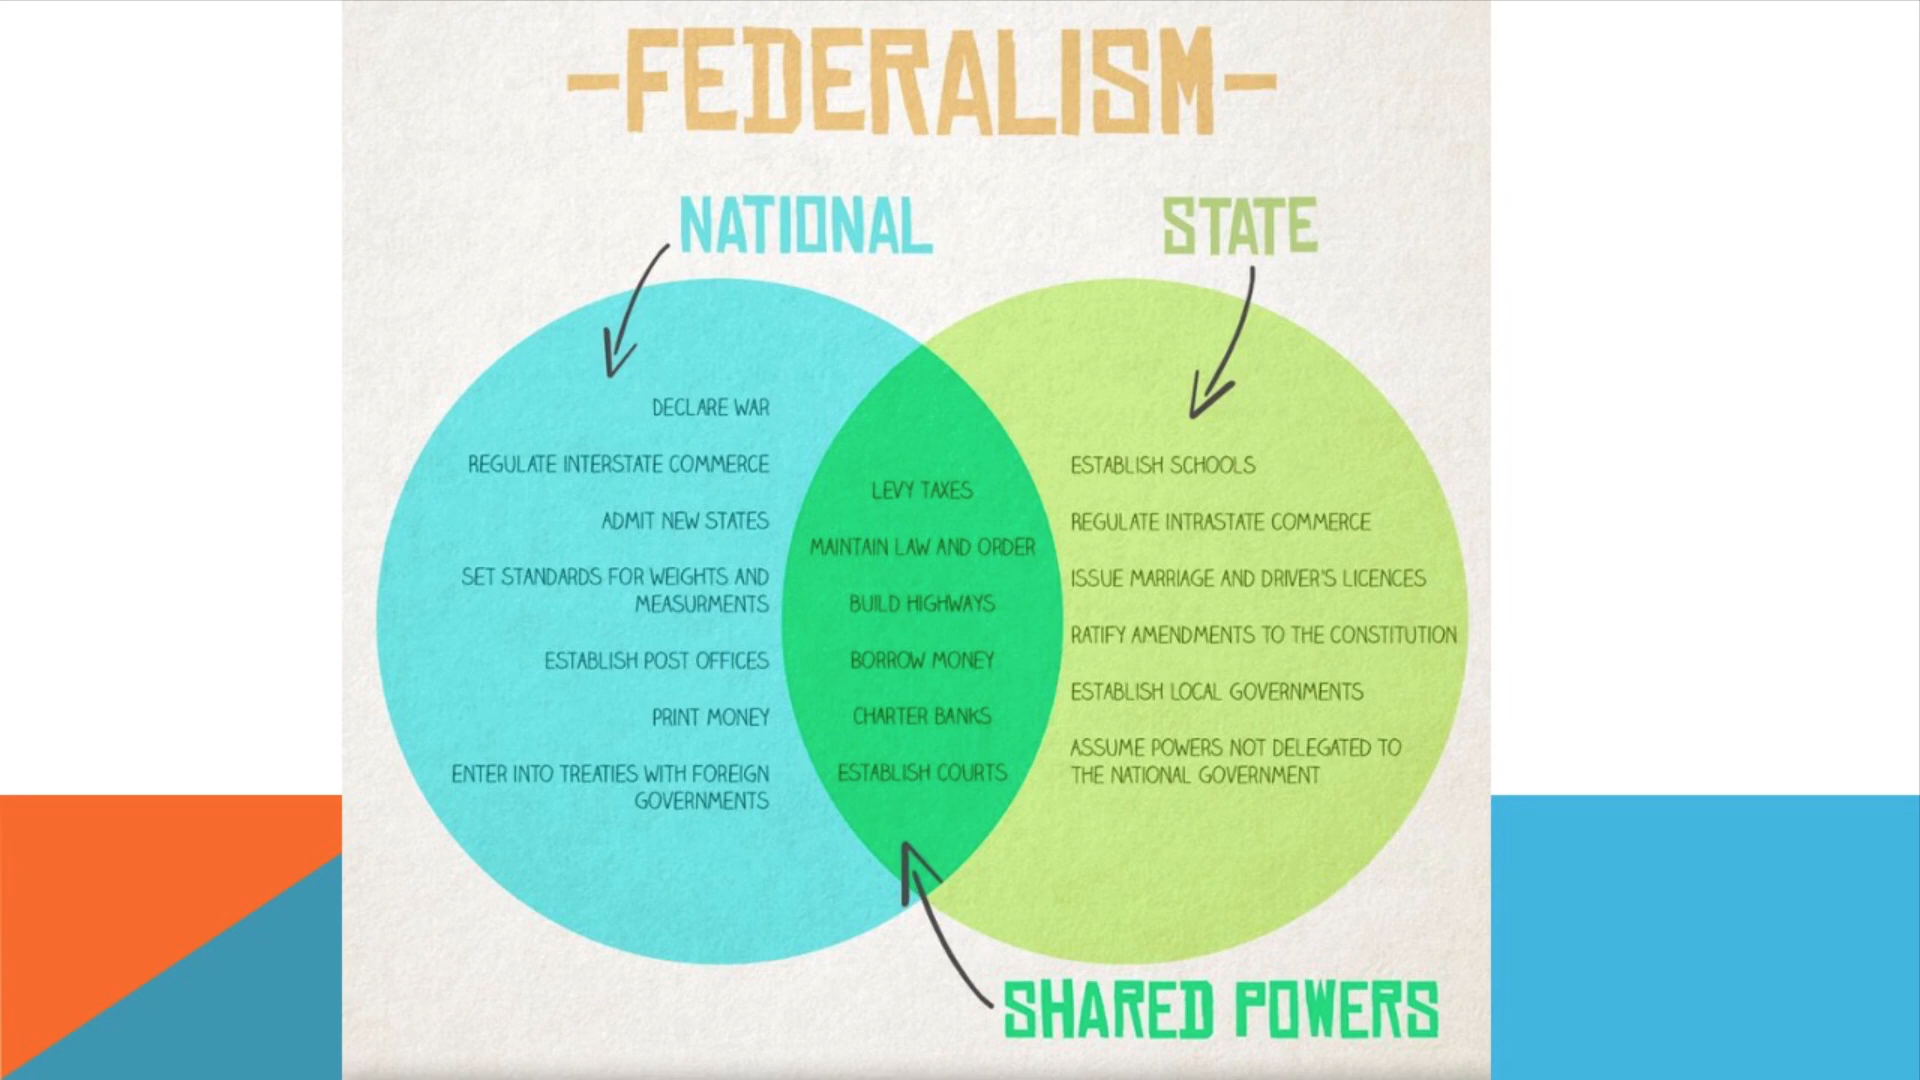 -FEDERALISM-
NATIONAL
STATE
DECLARE WAR
REGULATE INTERSTATE COMMERCE
ADMIT NEW STATES
SET STANDARDS FOR WEIGHTS AND
MEASURMENTS
ESTABLISH POST OFFICES
PRINT MONEY
ENTER INTO TREATIES WITH FOREIGN
GOVERNMENTS
LEVY TAXES
MAINTAIN LAW AND ORDER
BUILD HIGHWAYS
BORROW MONEY
CHARTER BANKS
ESTABLISH COURTS
ESTABLISH SCHOOLS
REGULATE INTRASTATE COMMERCE
ISSUE MARRIAGE AND DRIVER'S LICENCES
RATIFY AMENDMENTS TO THE CONSTITUTION
ESTABLISH LOCAL GOVERNMENTS
ASSUME POWERS NOT DELEGATED TO
THE NATIONAL GOVERNMENT
SHARED POWERS